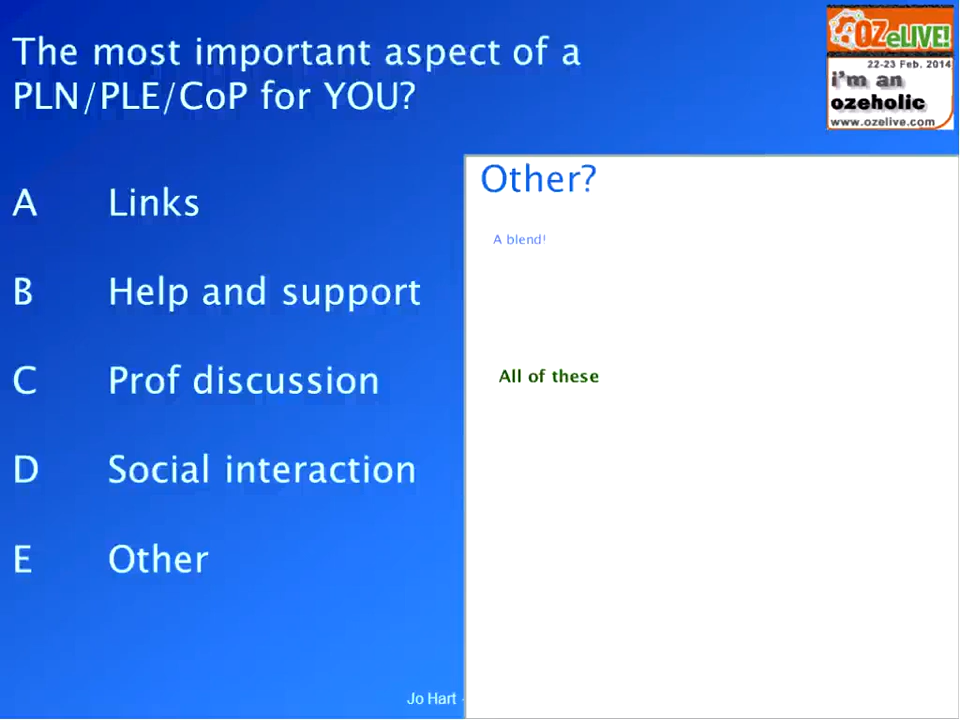 The most important aspect of a
PLN/PLE/CoP for YOU?
OZeLIVE!
22-23 Feb. 2014
i'm an
ozeholic
www.ozelive.com
A Links
B Help and support
C Prof discussion
D Social interaction
E Other
Other?
A blend!
All of these
Jo Hart -